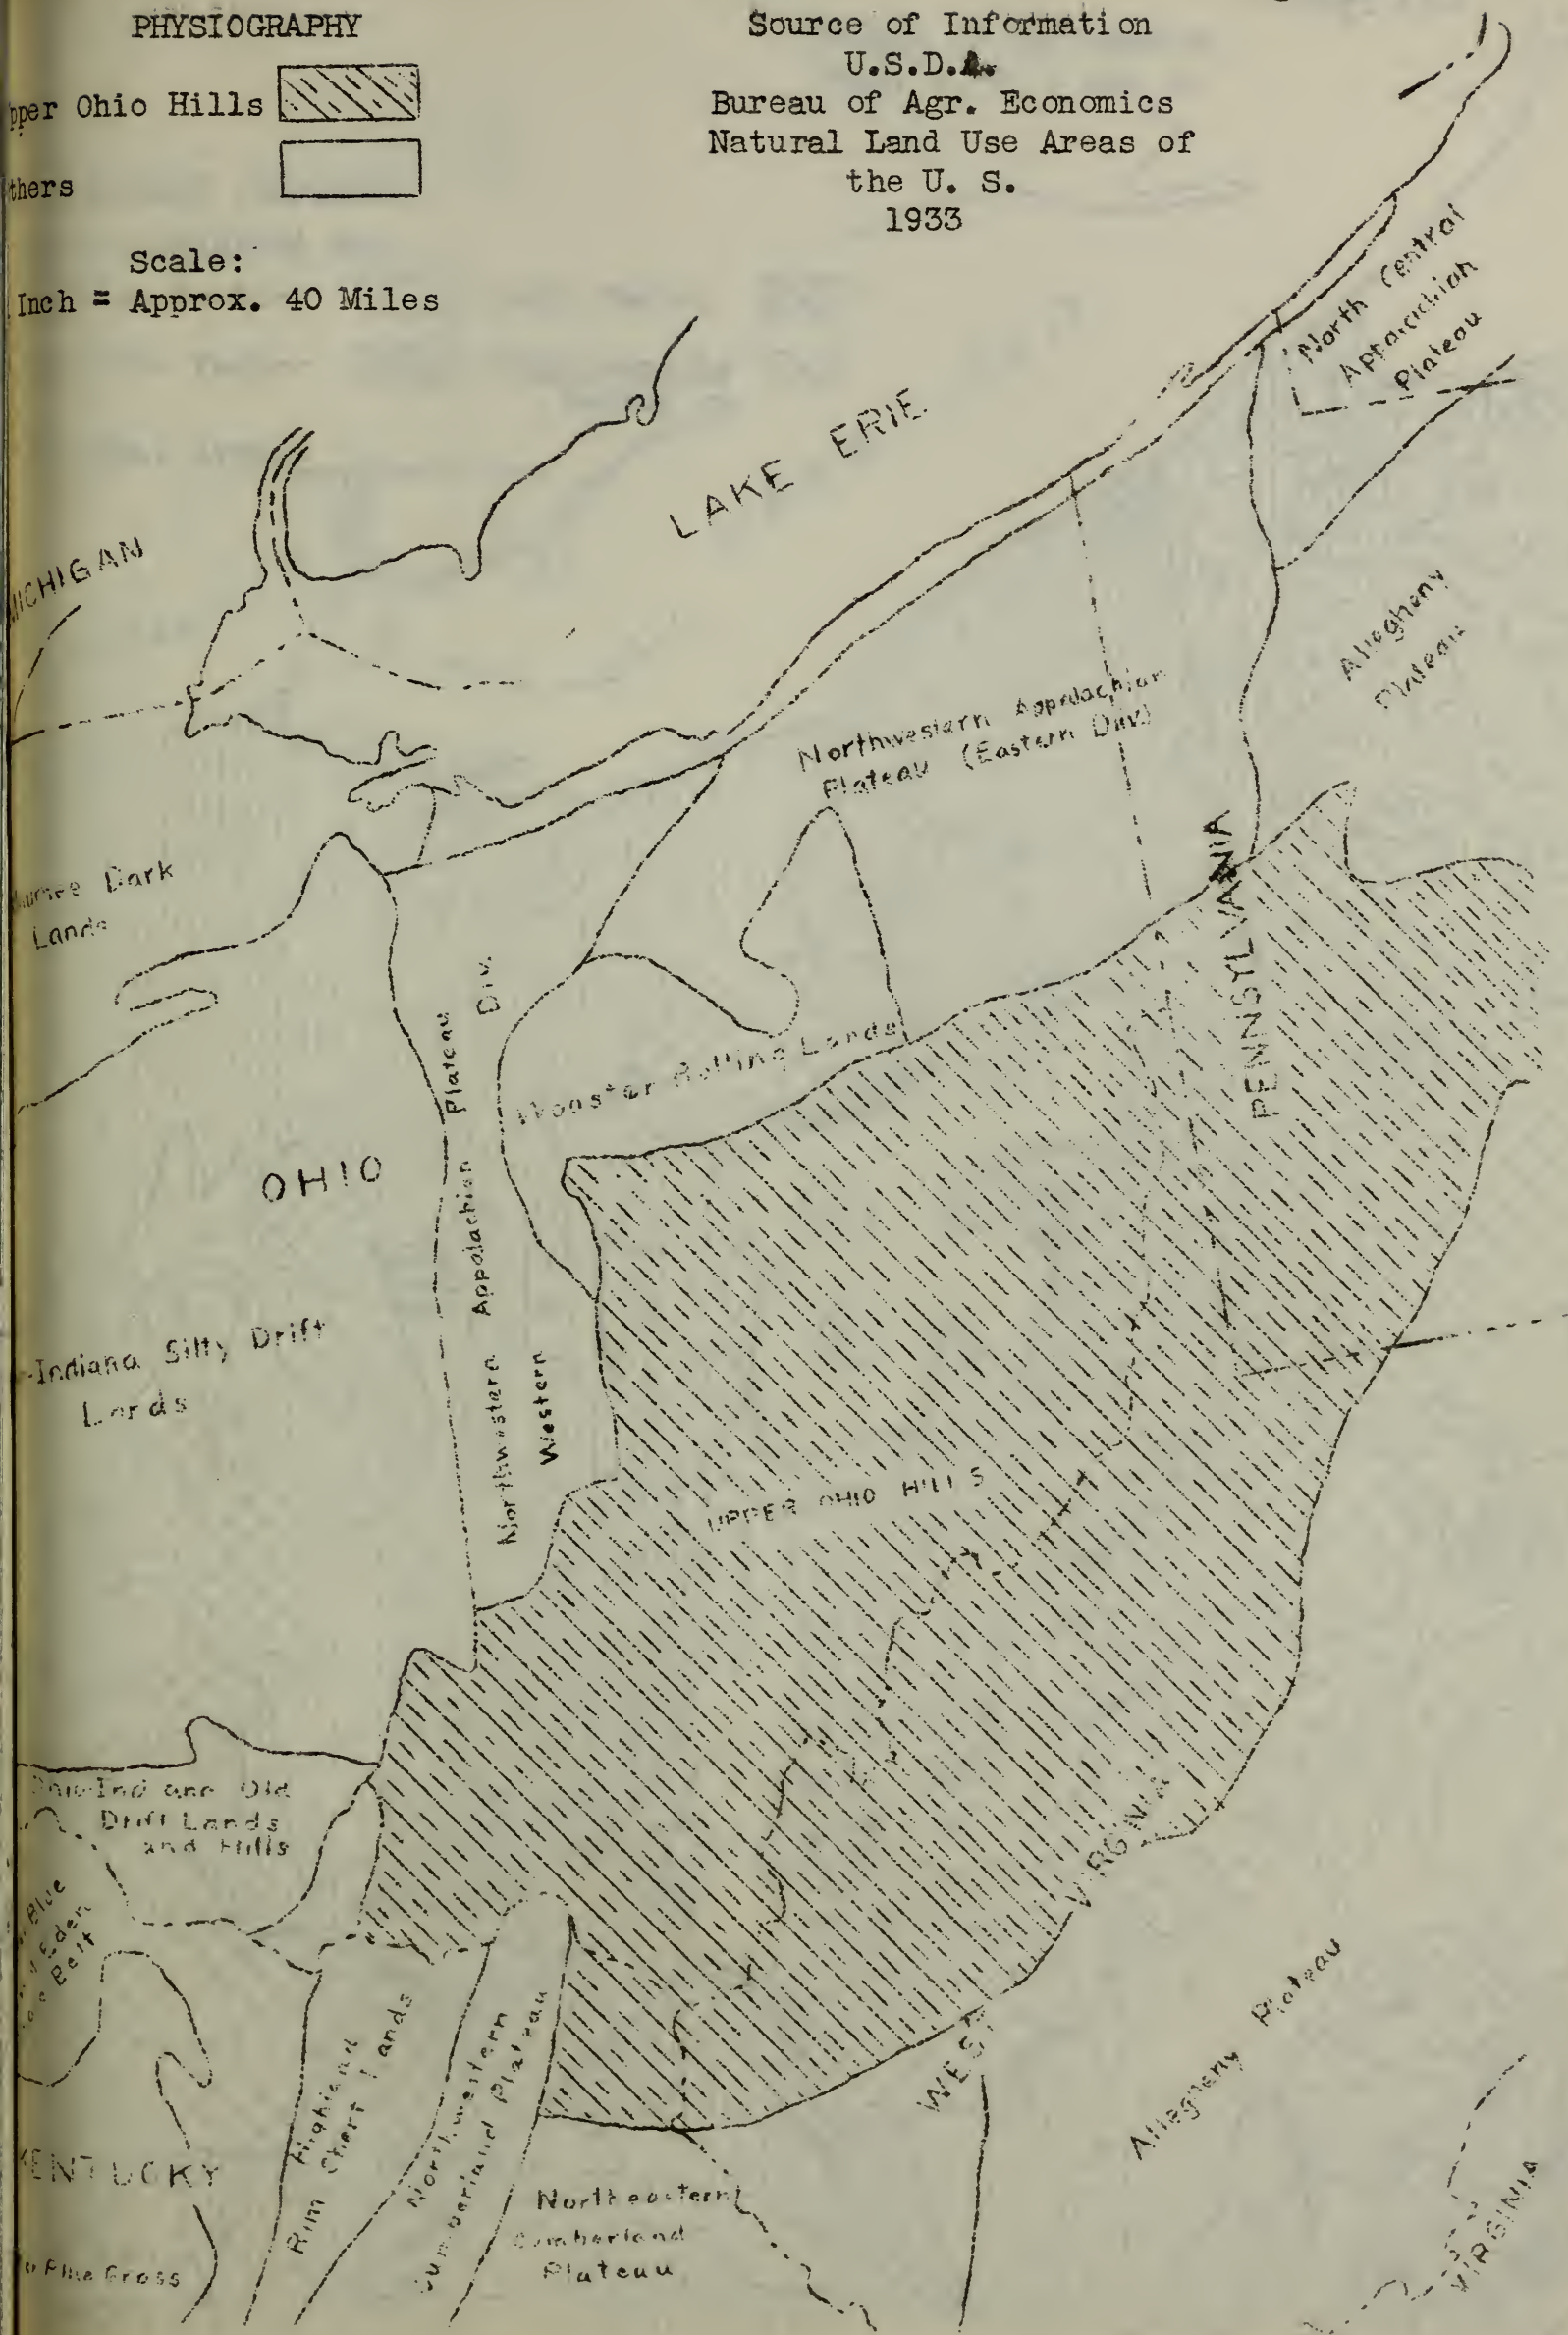 PHYSIOGRAPHY
pper Ohio Hills
thers
Scale:
Inch = Approx. 40 Miles
Source of Information
U.S.D.A.
Bureau of Agr. Economics
Natural Land Use Areas of
the U. S.
1933
North Central
Appalachian
Plateau
LAKE ERIE
MICHIGAN
Allegheny
Plateau
Northwestern Appalachian
Plateau (Eastern Div.)
PENNSYLVANIA
Dark
Lands
Northwestern Appalachian Plateau
Western Div.
Wooster Rolling Lands
OHIO
-Indiana Silty Drift
Lands
UPPER OHIO HILLS
Old
Drift Lands
and Hills
Blue
Eden
Belt
WEST VIRGINIA
Allegheny Plateau
Highland
Rim Chert Lands
Northwestern
Cumberland Plateau
KENTUCKY
Northeastern
Cumberland
Plateau
Grass
VIRGINIA